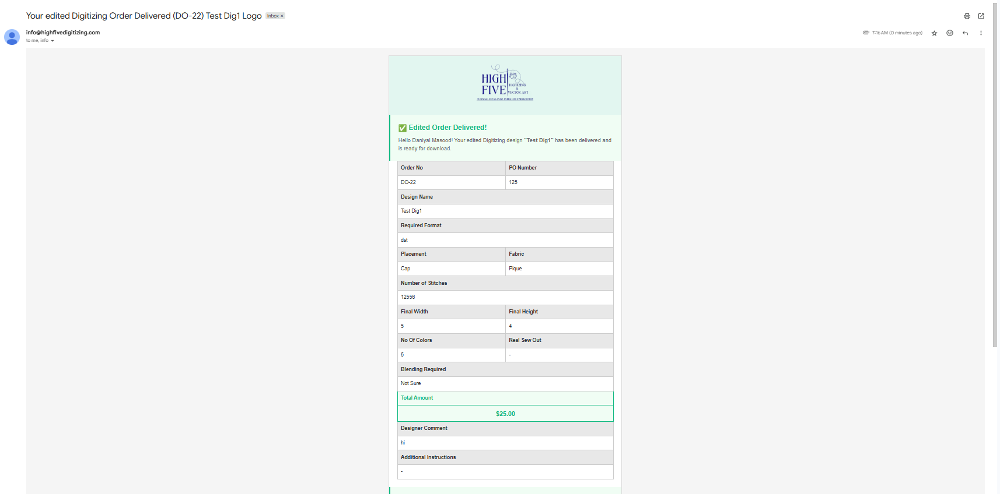 Your edited Digitizing Order Delivered (DO-22) Test Dig1 Logo Inbox ×
info@highfivedigitizing.com
7:16 AM (0 minutes ago)
to me, info
HIGH FIVE
DIGITIZING
&
VECTOR ART
TURNING IDEAS INTO INTRICATE EMBROIDERY
✅ Edited Order Delivered!
Hello Daniyal Masood! Your edited Digitizing design "Test Dig1" has been delivered and
is ready for download.
Order No PO Number
DO-22 125
Design Name
Test Dig1
Required Format
dst
Placement Fabric
Cap Pique
Number of Stitches
12556
Final Width Final Height
5 4
No Of Colors Real Sew Out
5 -
Blending Required
Not Sure
Total Amount
$25.00
Designer Comment
hi
Additional Instructions
-